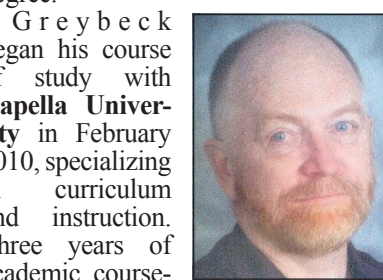 egree.
G r e y b e c k
egan his course
f study with
apella Univer-
ty in February
010, specializing
curriculum
nd instruction.
hree years of
cademic course-